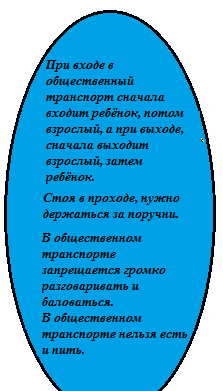 При входе в
общественный
транспорт сначала
входит ребёнок, потом
взрослый, а при выходе,
сначала выходит
взрослый, затем
ребёнок.
Стоя в проходе, нужно
держаться за поручни.
В общественном
транспорте
запрещается громко
разговаривать и
баловаться.
В общественном
транспорте нельзя есть
и пить.